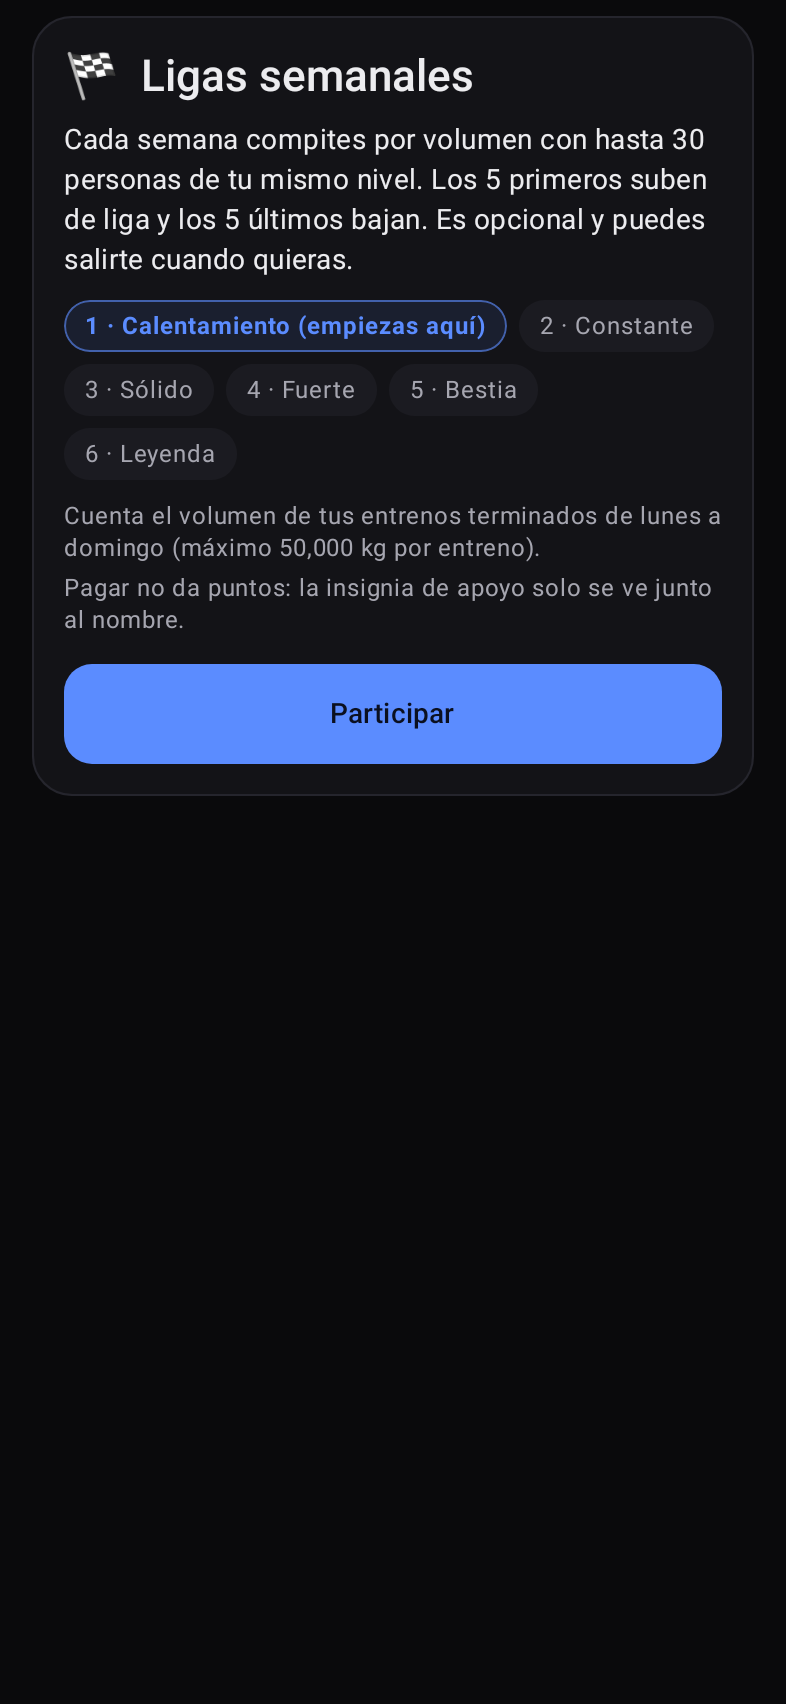 Ligas semanales
Cada semana compites por volumen con hasta 30
personas de tu mismo nivel. Los 5 primeros suben
de liga y los 5 últimos bajan. Es opcional y puedes
salirte cuando quieras.
1 · Calentamiento (empiezas aquí)
2 · Constante
3 · Sólido
4 · Fuerte
5 · Bestia
6 · Leyenda
Cuenta el volumen de tus entrenos terminados de lunes a
domingo (máximo 50,000 kg por entreno).
Pagar no da puntos: la insignia de apoyo solo se ve junto
al nombre.
Participar